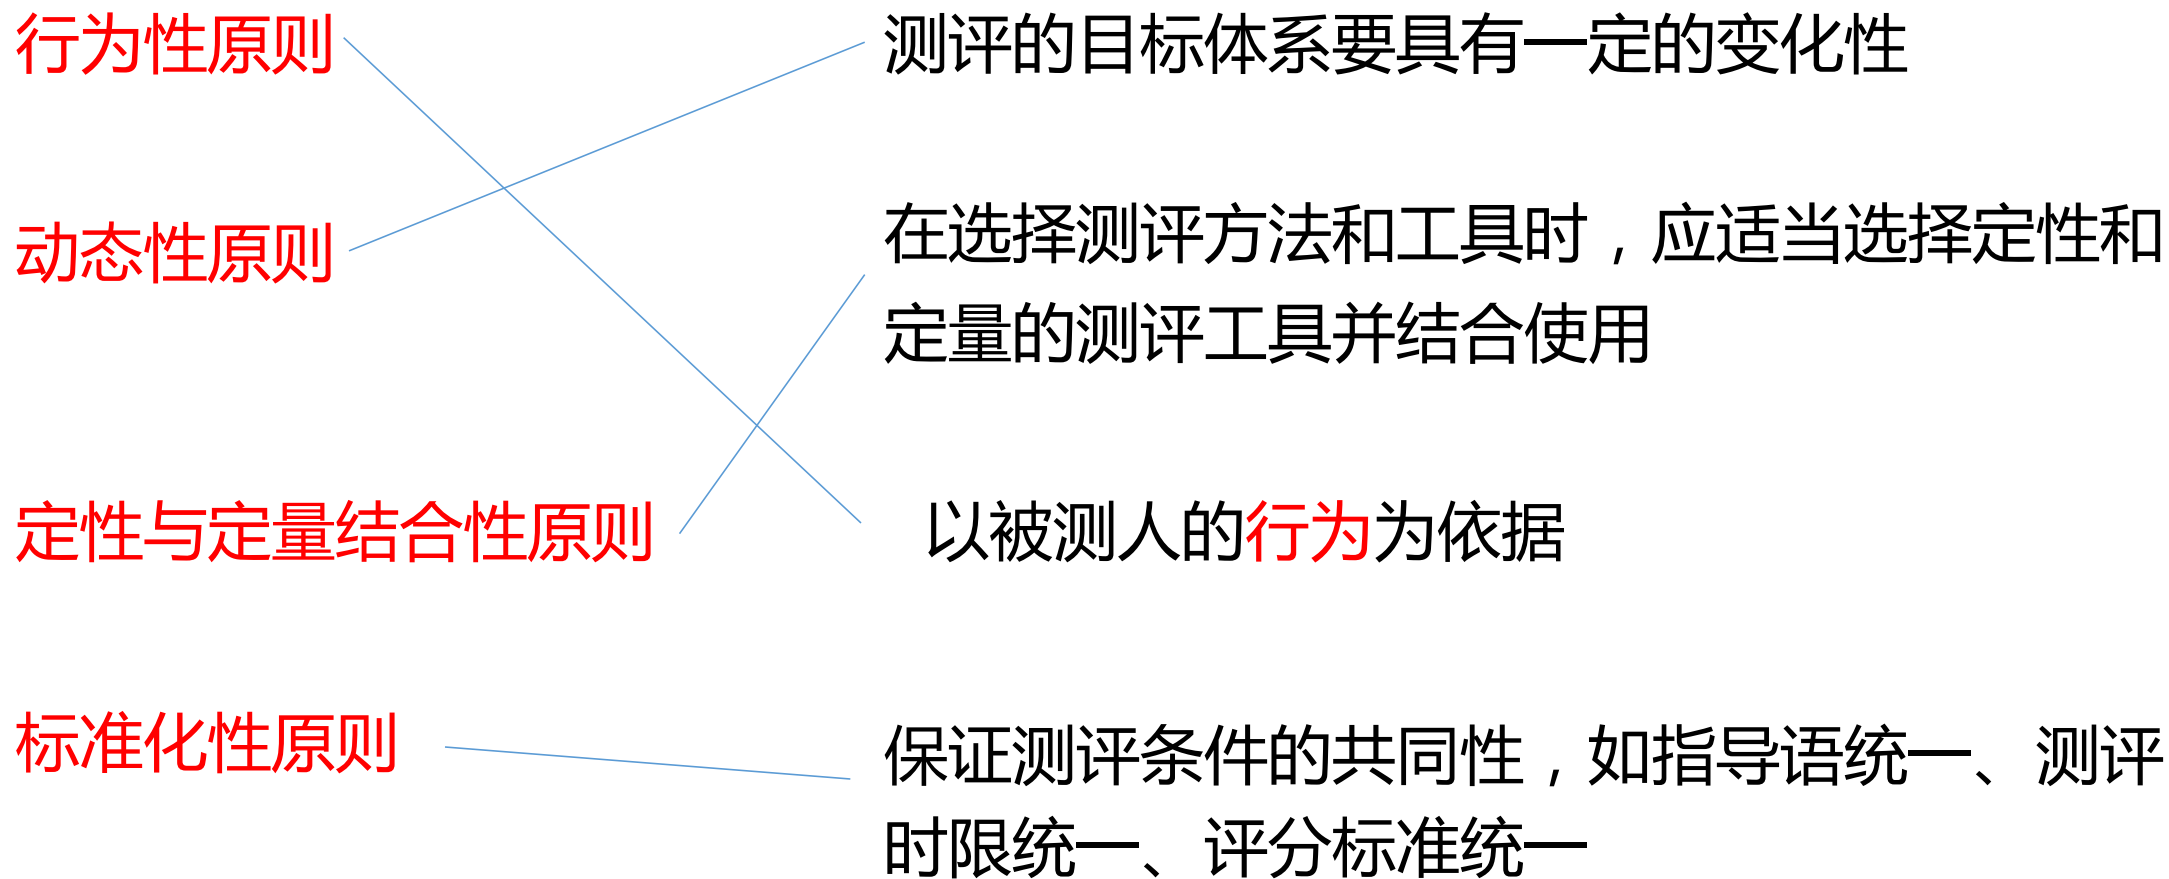 行为性原则
测评的目标体系要具有一定的变化性
动态性原则
在选择测评方法和工具时，应适当选择定性和
定量的测评工具并结合使用
定性与定量结合性原则
以被测人的行为为依据
标准化性原则
保证测评条件的共同性，如指导语统一、测评
时限统一、评分标准统一